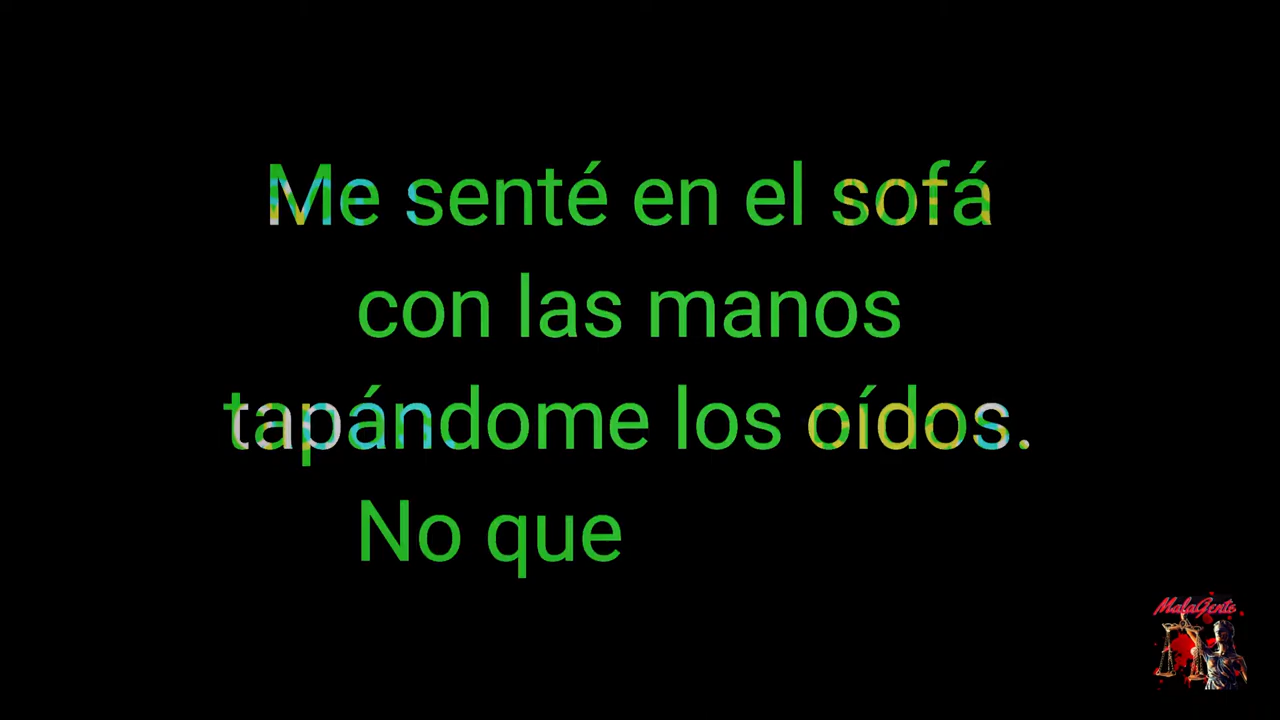 Me senté en el sofá
con las manos
tapándome los oídos.
No que
MalaGente